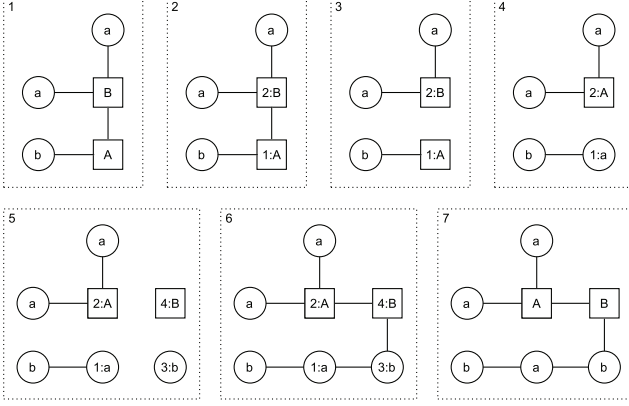 1 2 3 4
a a a a
a B a 2:B a 2:B a 2:A
b A b 1:A b 1:A b 1:a
5 6 7
a a a
a 2:A 4:B a 2:A 4:B a A B
b 1:a 3:b b 1:a 3:b b a b